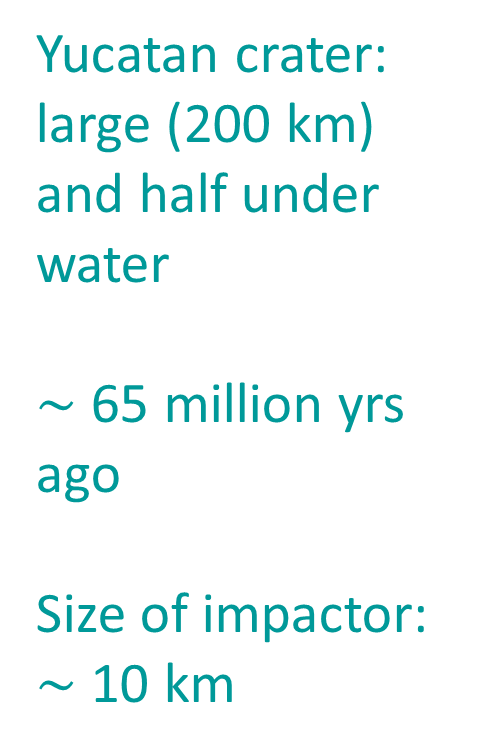 Yucatan crater:
large (200 km)
and half under
water
~ 65 million yrs
ago
Size of impactor:
~ 10 km